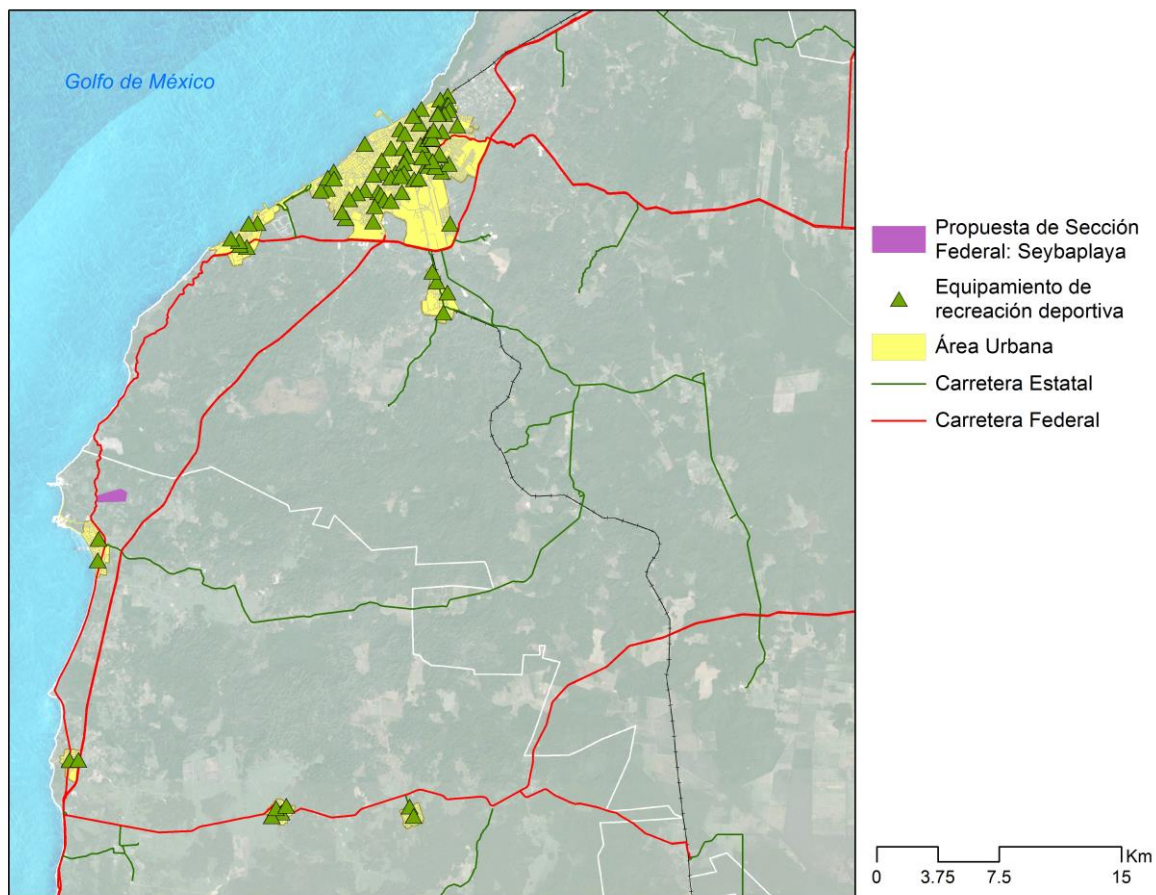 Golfo de México
Propuesta de Sección
Federal: Seybaplaya
Equipamiento de
recreación deportiva
Área Urbana
Carretera Estatal
Carretera Federal
Km
0 3.75 7.5 15